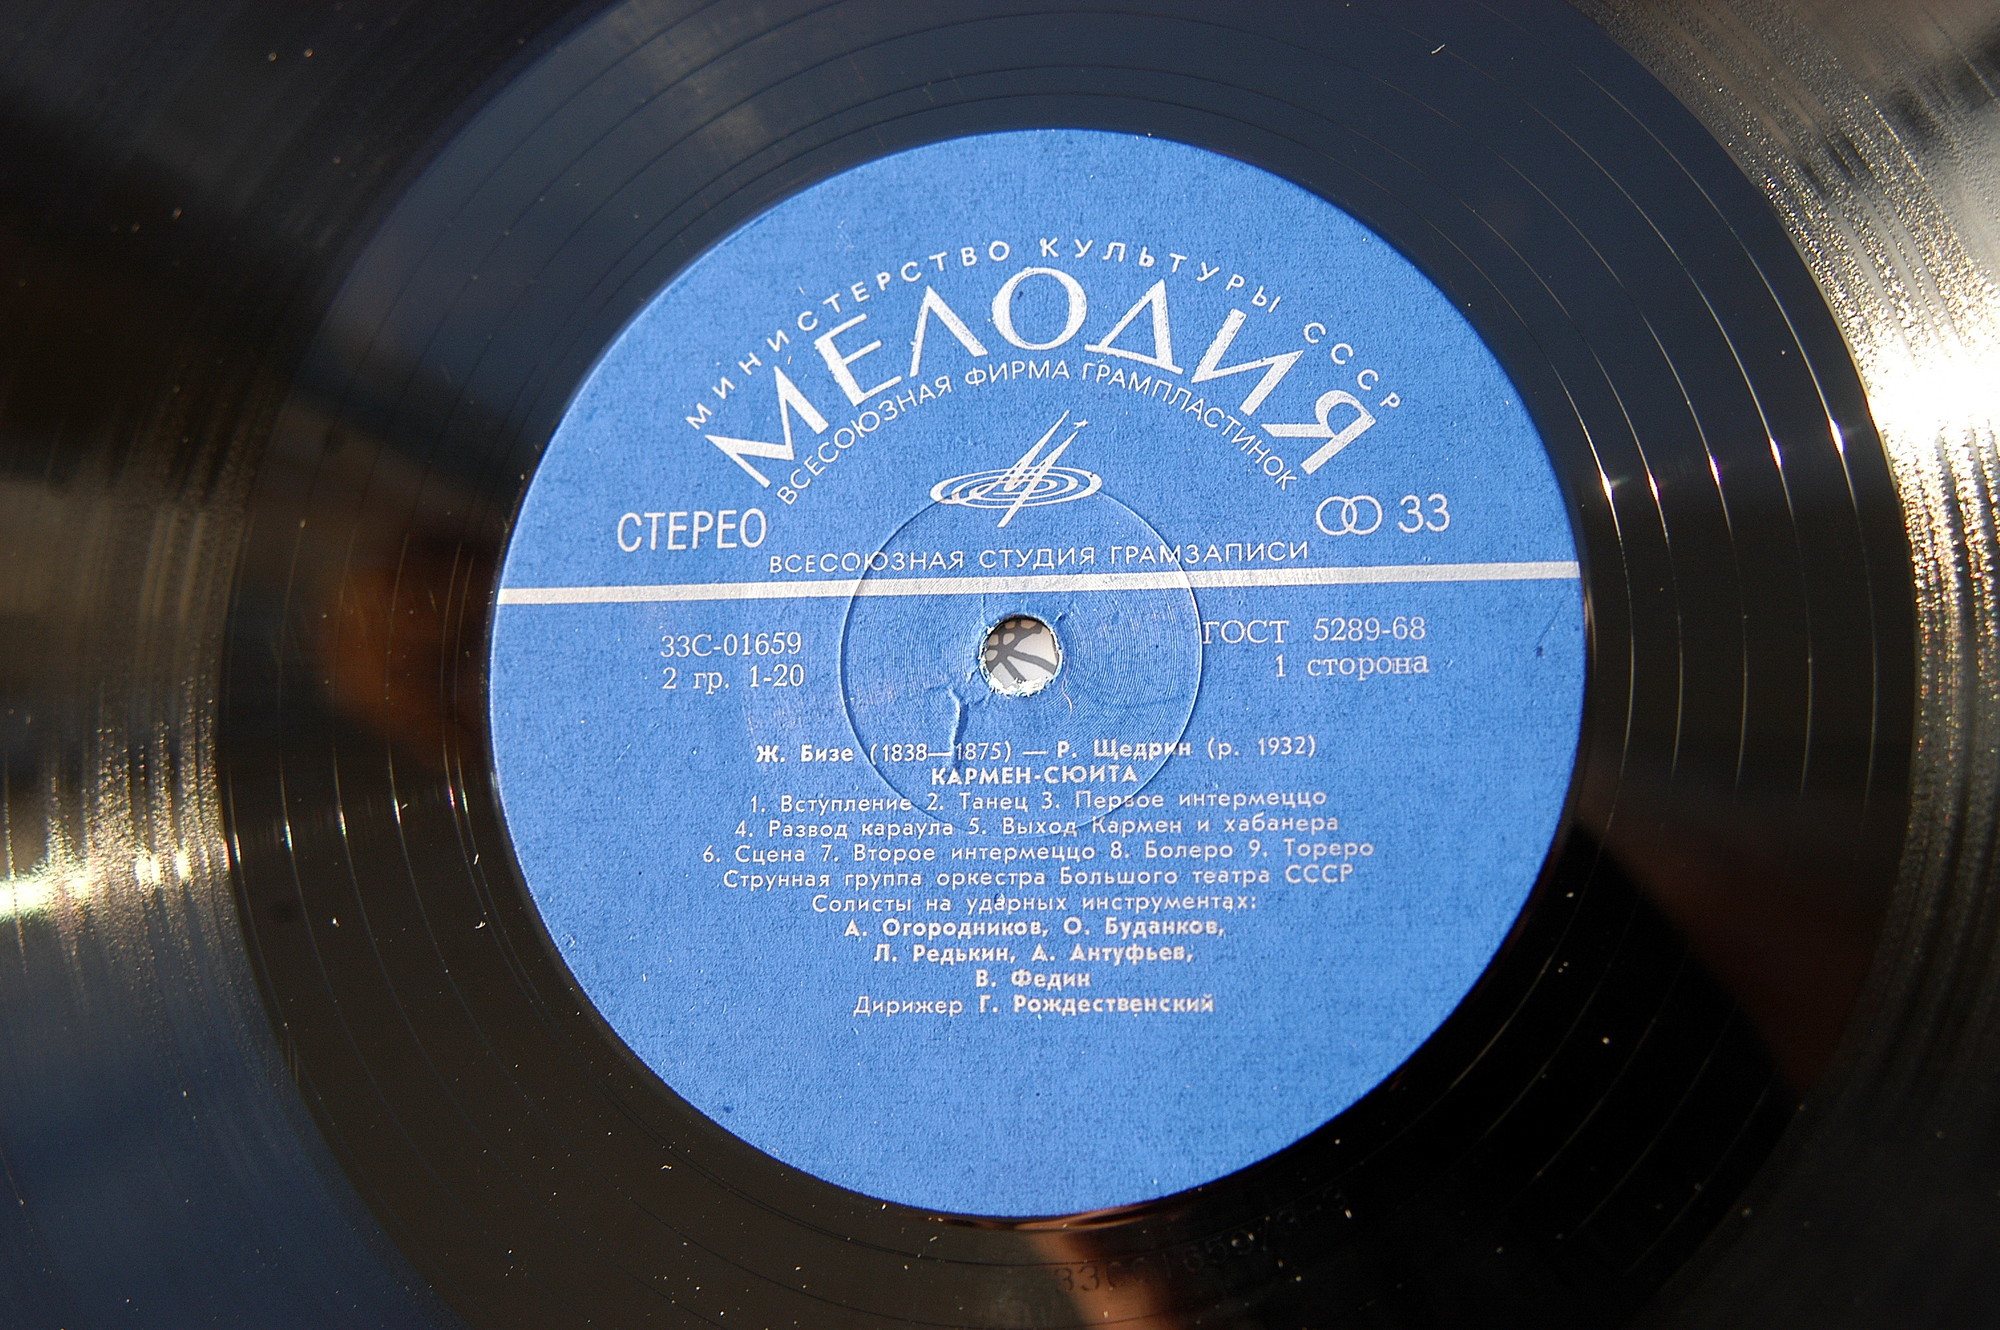 МИНИСТЕРСТВО КУЛЬТУРЫ СССР
МЕЛОДИЯ
ВСЕСОЮЗНАЯ ФИРМА ГРАМПЛАСТИНОК
СТЕРЕО
33
ВСЕСОЮЗНАЯ СТУДИЯ ГРАМЗАПИСИ
33С-01659
ГОСТ 5289-68
2 гр. 1-20
1 сторона
Ж. Бизе (1838—1875) — Р. Щедрин (р. 1932)
КАРМЕН-СЮИТА
1. Вступление 2. Танец 3. Первое интермеццо
4. Развод караула 5. Выход Кармен и хабанера
6. Сцена 7. Второе интермеццо 8. Болеро 9. Тореро
Струнная группа оркестра Большого театра СССР
Солисты на ударных инструментах:
А. Огородников, О. Буданков,
Л. Редькин, А. Антуфьев,
В. Федин
Дирижер Г. Рождественский